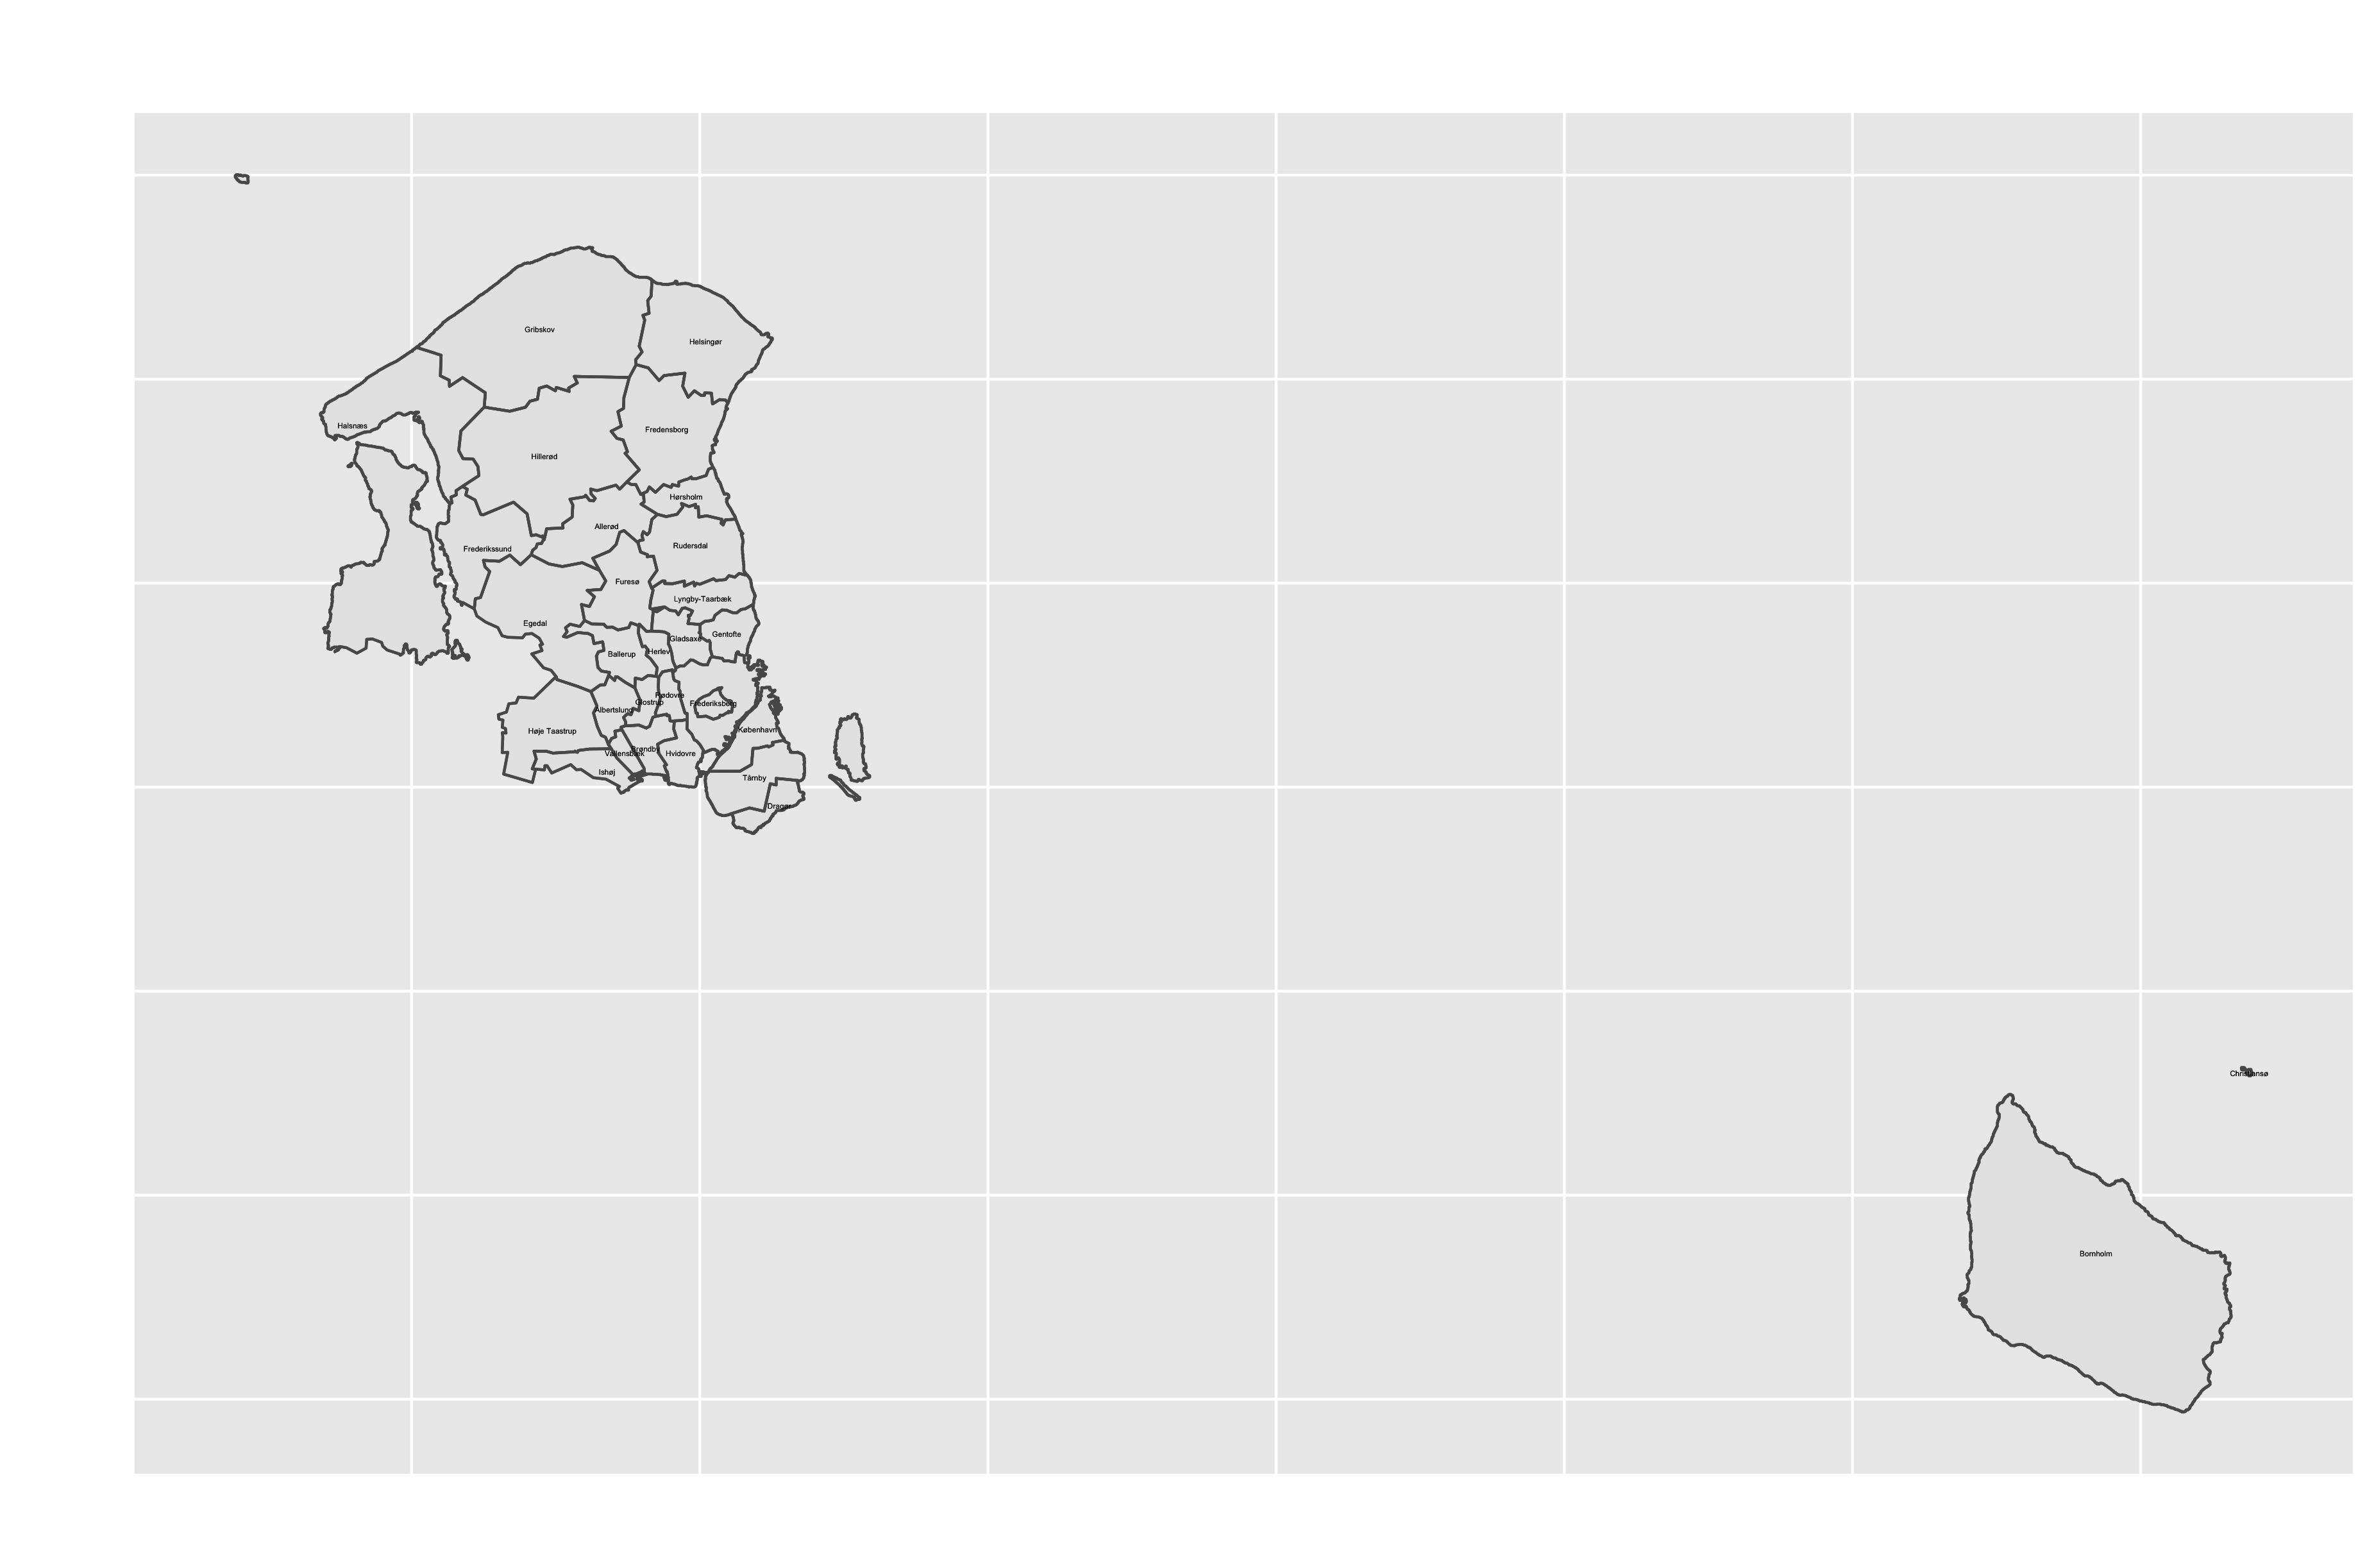 Gribskov
Helsingør
Halsnæs
Fredensborg
Hillerød
Hørsholm
Allerød
Rudersdal
Frederikssund
Furesø
Lyngby-Taarbæk
Egedal
Gentofte
Gladsaxe
Herlev
Ballerup
Rødovre
Glostrup
Frederiksberg
Albertslund
København
Høje Taastrup
Brøndby
Vallensbæk
Hvidovre
Ishøj
Tårnby
Dragør
Christiansø
Bornholm